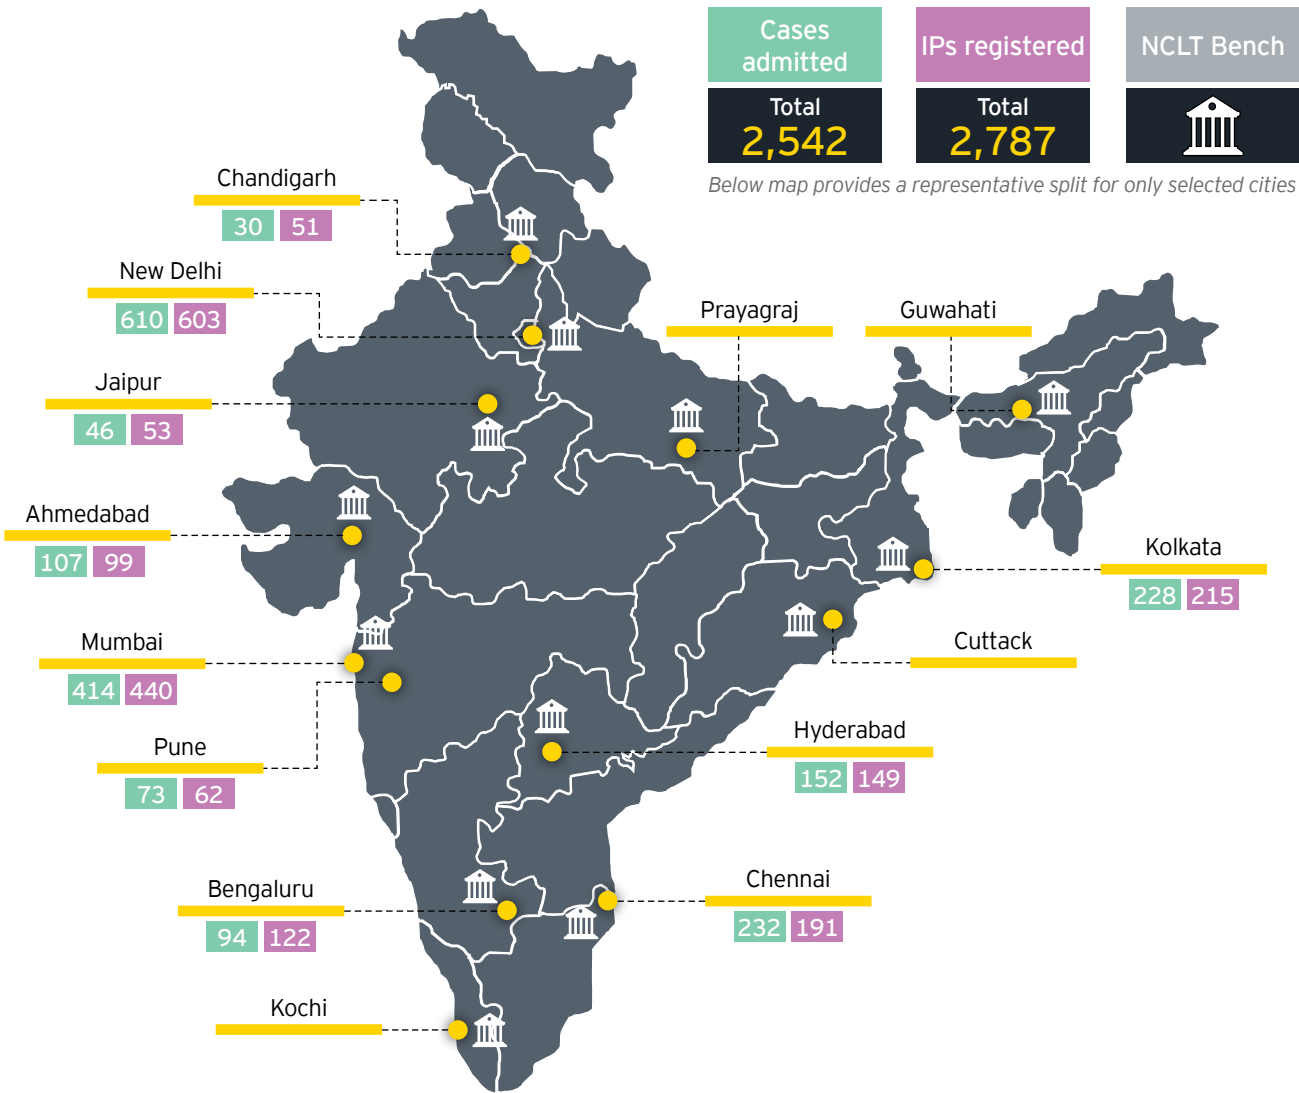 Cases
admitted
IPs registered
NCLT Bench
Total
2,542
Total
2,787
Below map provides a representative split for only selected cities
Chandigarh
30 51
New Delhi
610 603
Prayagraj
Guwahati
Jaipur
46 53
Ahmedabad
107 99
Kolkata
228 215
Mumbai
414 440
Cuttack
Pune
73 62
Hyderabad
152 149
Bengaluru
94 122
Chennai
232 191
Kochi